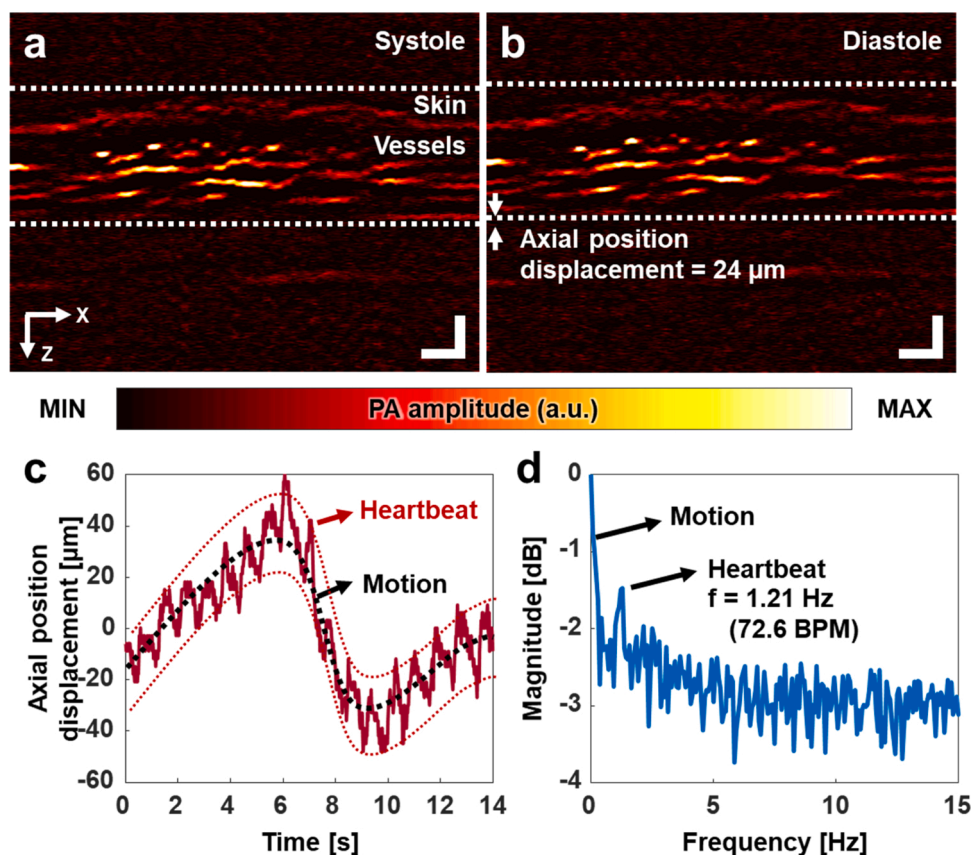 a
Systole
Skin
Vessels
X
Z
b
Diastole
Axial position
displacement = 24 µm
MIN
PA amplitude (a.u.)
MAX
c
60
40
20
0
-20
-40
-60
Axial position
displacement [µm]
Heartbeat
Motion
0 2 4 6 8 10 12 14
Time [s]
d
0
-1
-2
-3
-4
Magnitude [dB]
Motion
Heartbeat
f = 1.21 Hz
(72.6 BPM)
0 5 10 15
Frequency [Hz]